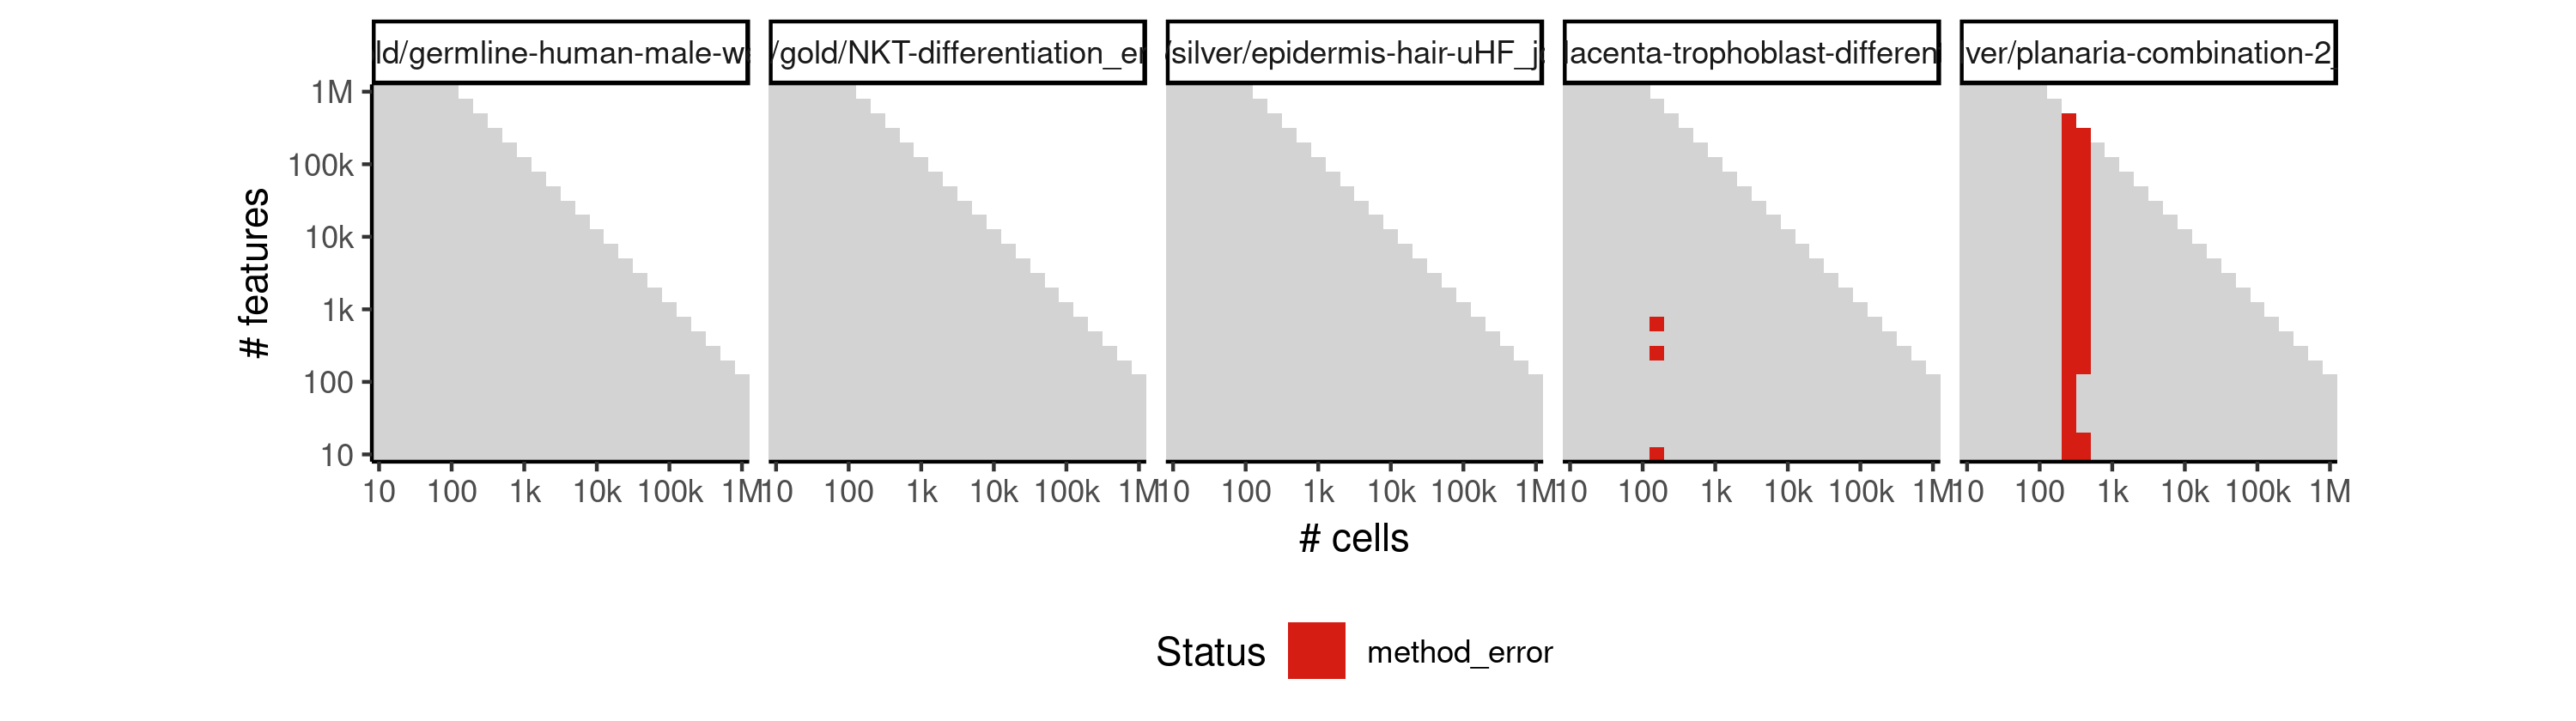 ld/germline-human-male-w
/gold/NKT-differentiation_e
/silver/epidermis-hair-uHF_j
lacenta-trophoblast-differen
ver/planaria-combination-2
1M
100k
10k
1k
100
10
# features
10 100 1k 10k 100k 1M 10 100 1k 10k 100k 1M 10 100 1k 10k 100k 1M 10 100 1k 10k 100k 1M 10 100 1k 10k 100k 1M
# cells
Status method_error